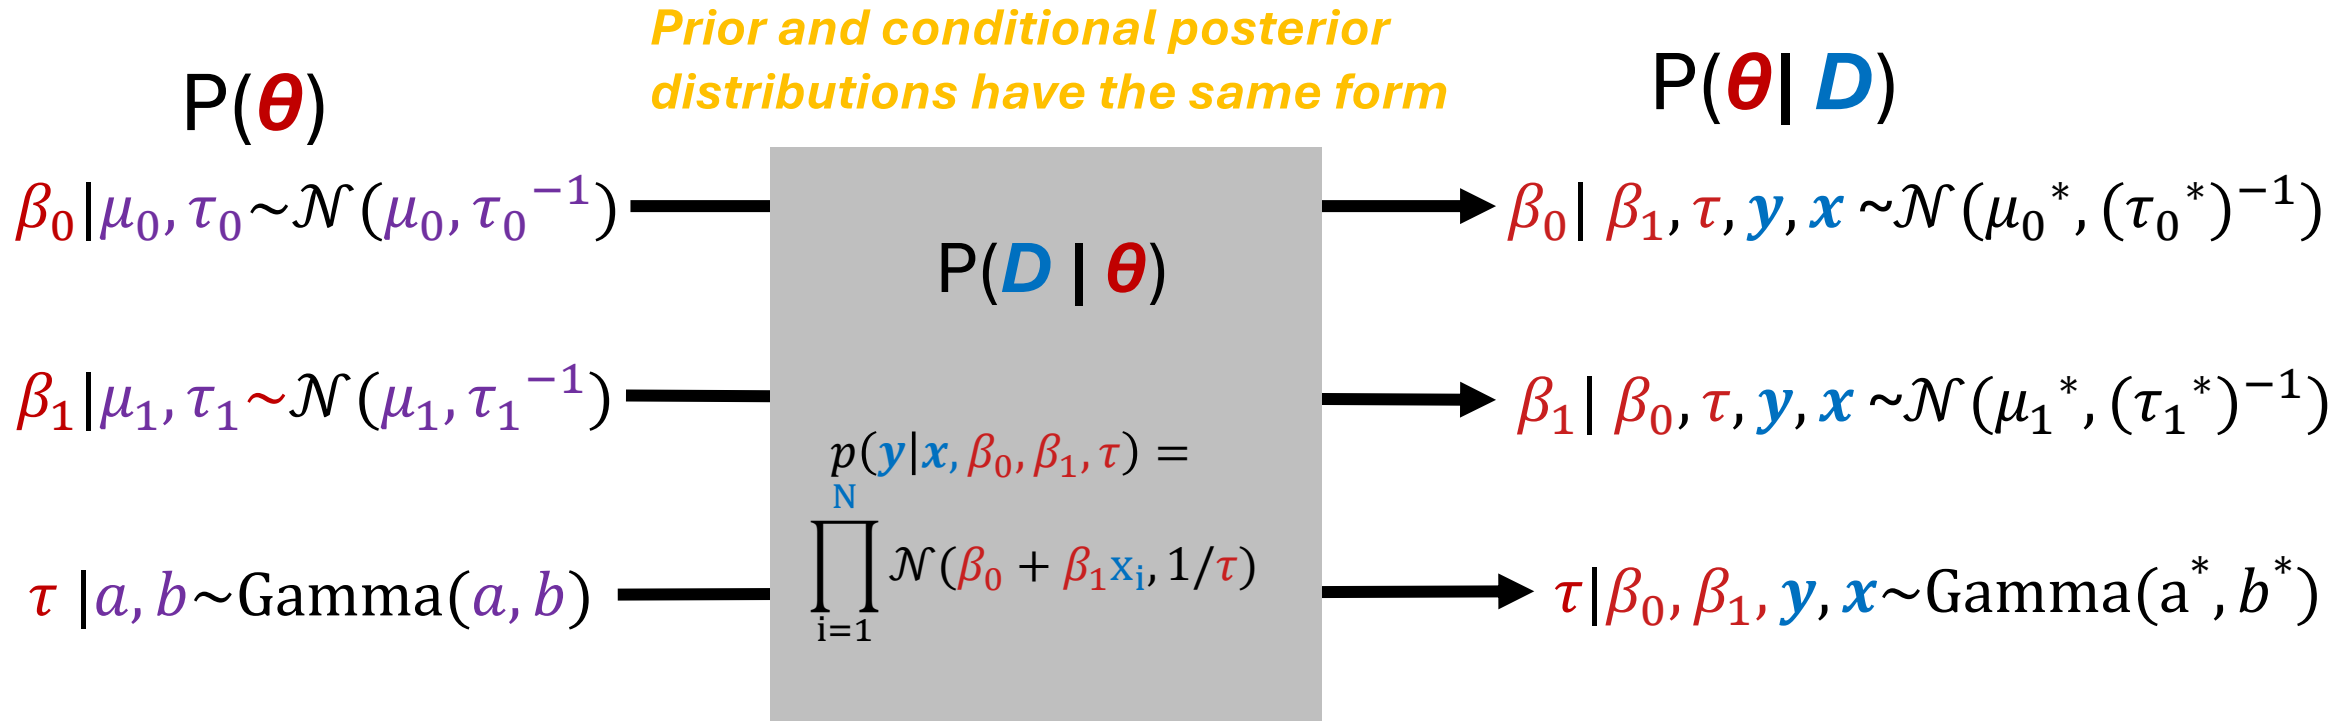 Prior and conditional posterior
distributions have the same form
P(θ)
P(θ| D)
β₀|μ₀, τ₀~𝒩(μ₀, τ₀⁻¹)
β₀| β₁, τ, y, x ~𝒩(μ₀*, (τ₀*)⁻¹)
P(D | θ)
β₁|μ₁, τ₁~𝒩(μ₁, τ₁⁻¹)
β₁| β₀, τ, y, x ~𝒩(μ₁*, (τ₁*)⁻¹)
p(y|x, β₀, β₁, τ) =
N
∏ 𝒩(β₀ + β₁xᵢ, 1/τ)
i=1
τ |a, b~Gamma(a, b)
τ|β₀, β₁, y, x~Gamma(a*, b*)